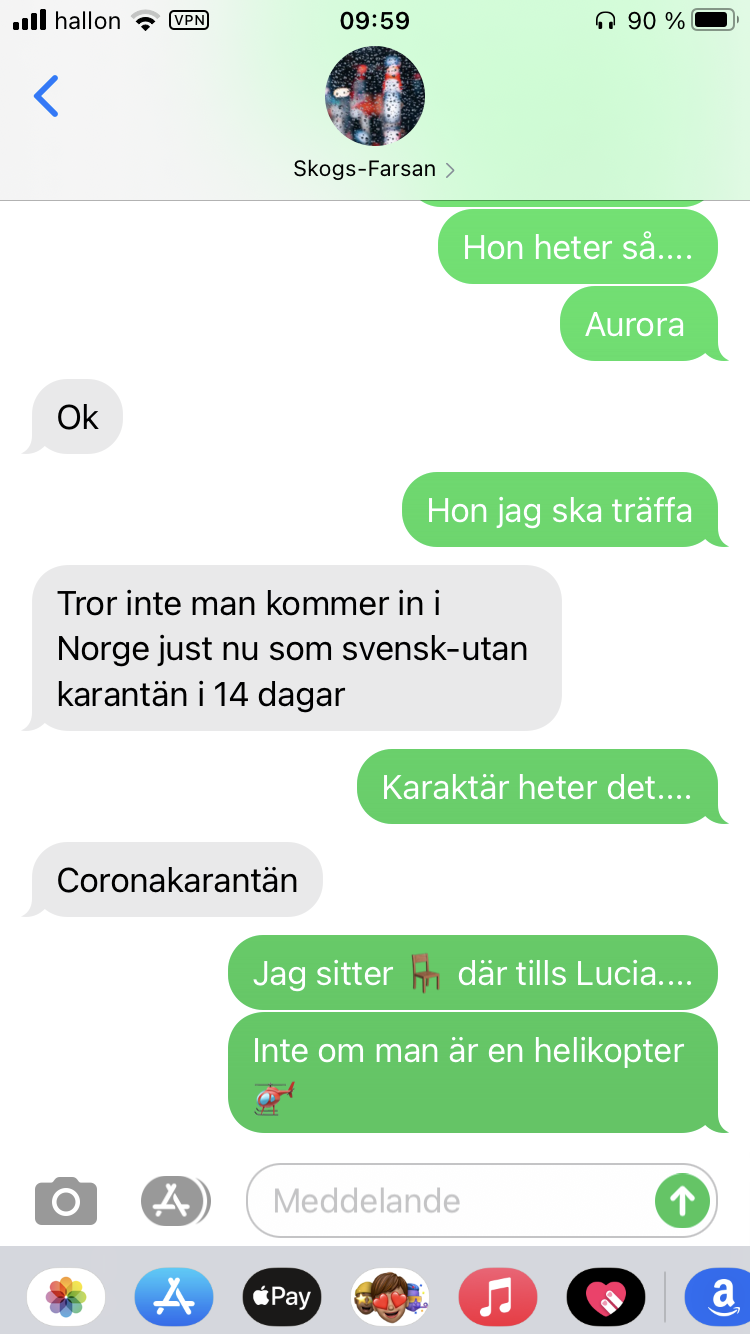 hallon VPN 09:59 90 %
Skogs-Farsan
Hon heter så....
Aurora
Ok
Hon jag ska träffa
Tror inte man kommer in i
Norge just nu som svensk-utan
karantän i 14 dagar
Karaktär heter det....
Coronakarantän
Jag sitter 🪑 där tills Lucia....
Inte om man är en helikopter
🚁
Meddelande
Pay
a